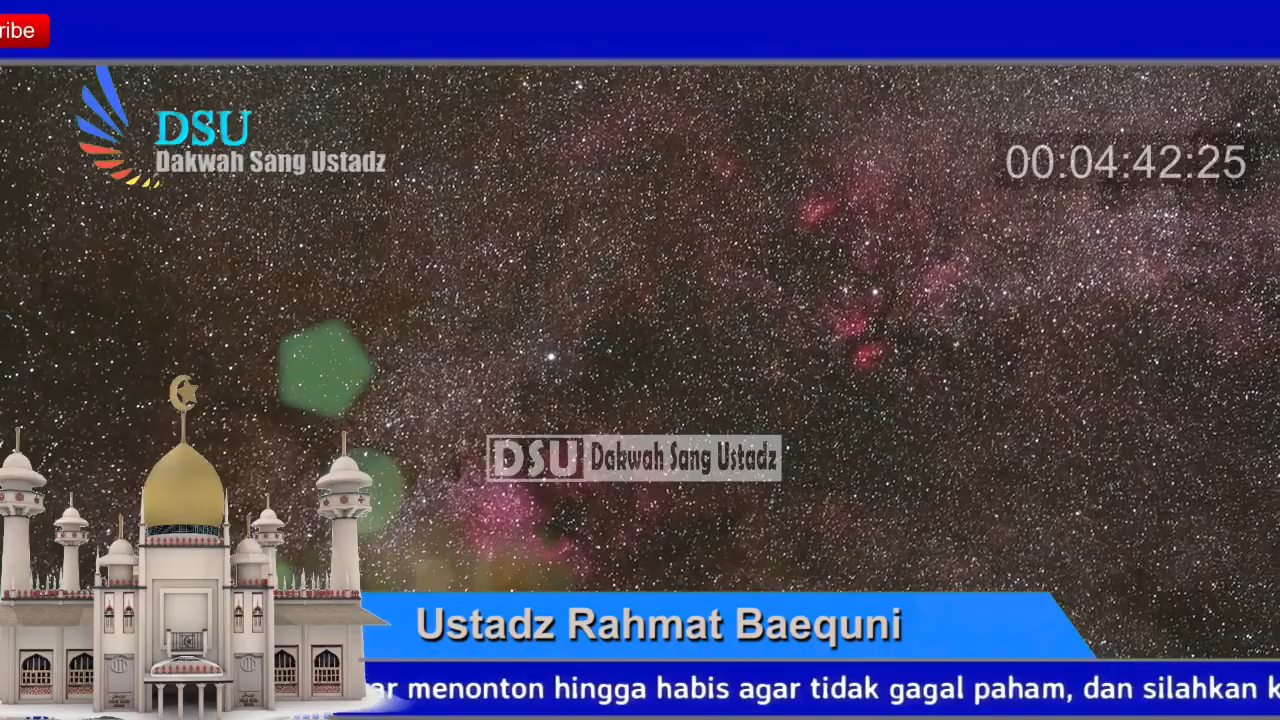 ribe
DSU
Dakwah Sang Ustadz
00:04:42:25
DSU Dakwah Sang Ustadz
Ustadz Rahmat Baequni
ar menonton hingga habis agar tidak gagal paham, dan silahkan k